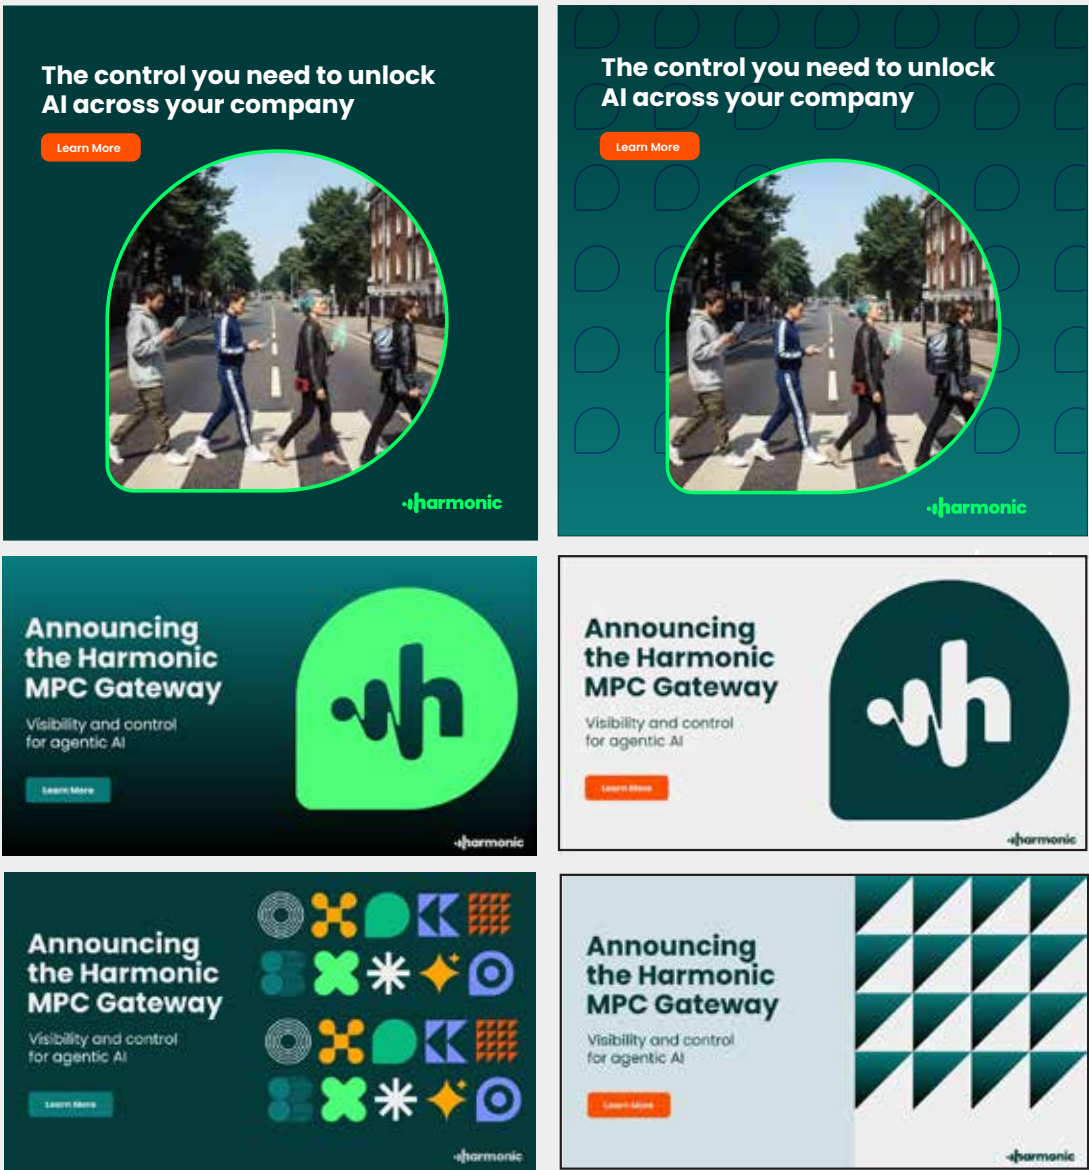 The control you need to unlock
AI across your company
Learn More
harmonic
The control you need to unlock
AI across your company
Learn More
harmonic
Announcing
the Harmonic
MPC Gateway
Visibility and control
for agentic AI
Learn More
harmonic
Announcing
the Harmonic
MPC Gateway
Visibility and control
for agentic AI
Learn More
harmonic
Announcing
the Harmonic
MPC Gateway
Visibility and control
for agentic AI
Learn More
harmonic
Announcing
the Harmonic
MPC Gateway
Visibility and control
for agentic AI
Learn More
harmonic